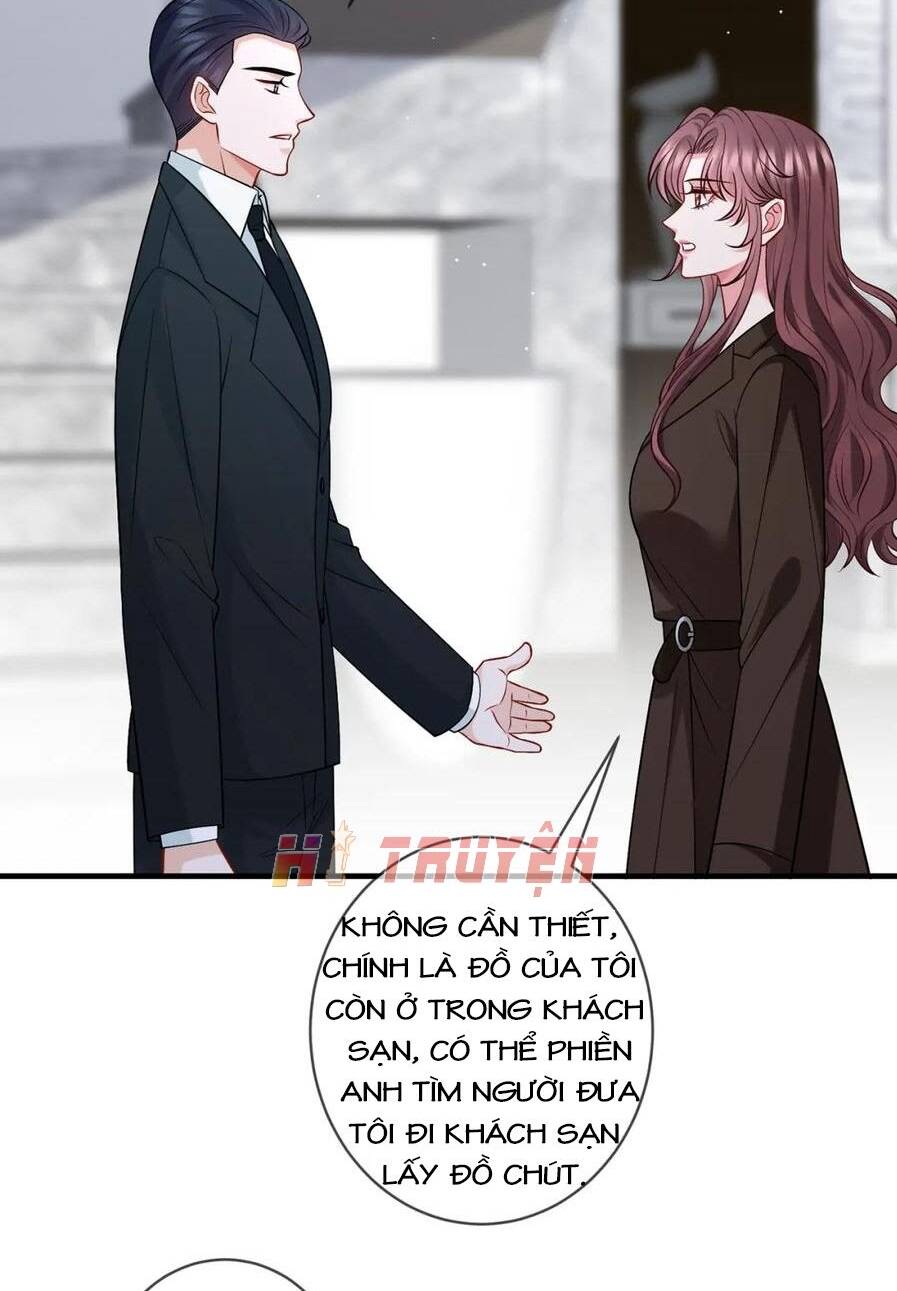 HI TRUYỆN
KHÔNG CẦN THIẾT,
CHÍNH LÀ ĐỒ CỦA TÔI
CÒN Ở TRONG KHÁCH
SẠN, CÓ THỂ PHIỀN
ANH TÌM NGƯỜI ĐƯA
TÔI ĐI KHÁCH SẠN
LẤY ĐỒ CHÚT.